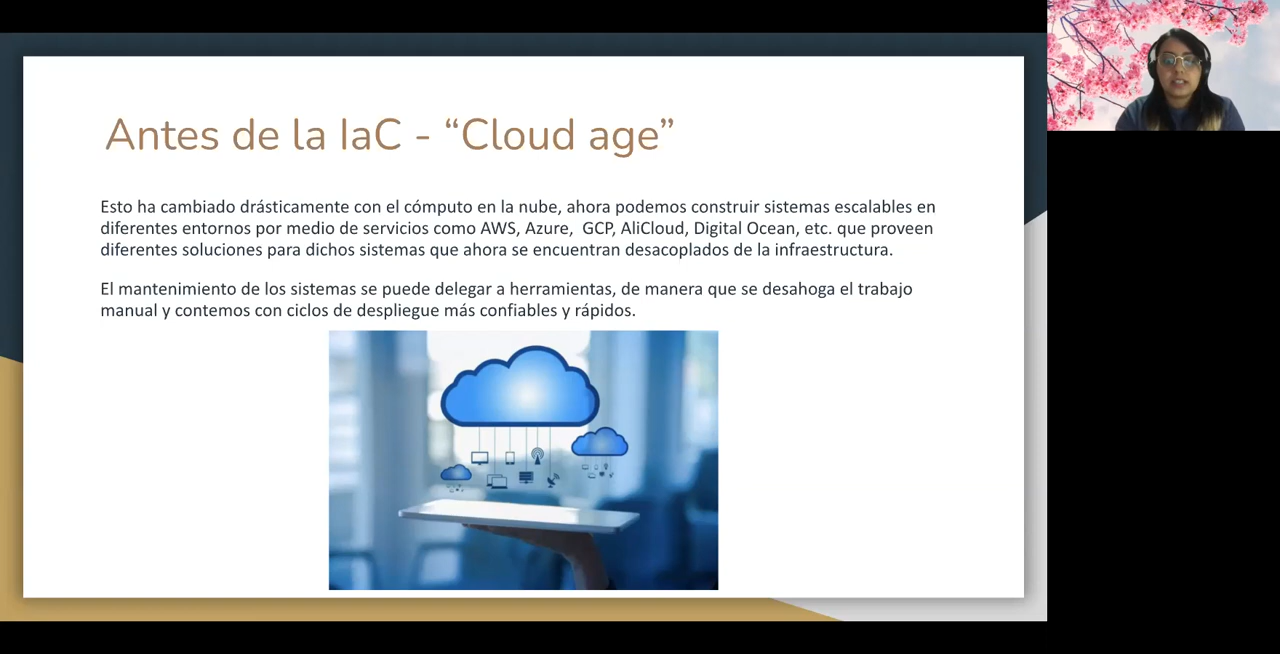 Antes de la IaC - “Cloud age”
Esto ha cambiado drásticamente con el cómputo en la nube, ahora podemos construir sistemas escalables en
diferentes entornos por medio de servicios como AWS, Azure,  GCP, AliCloud, Digital Ocean, etc. que proveen
diferentes soluciones para dichos sistemas que ahora se encuentran desacoplados de la infraestructura.
El mantenimiento de los sistemas se puede delegar a herramientas, de manera que se desahoga el trabajo
manual y contemos con ciclos de despliegue más confiables y rápidos.